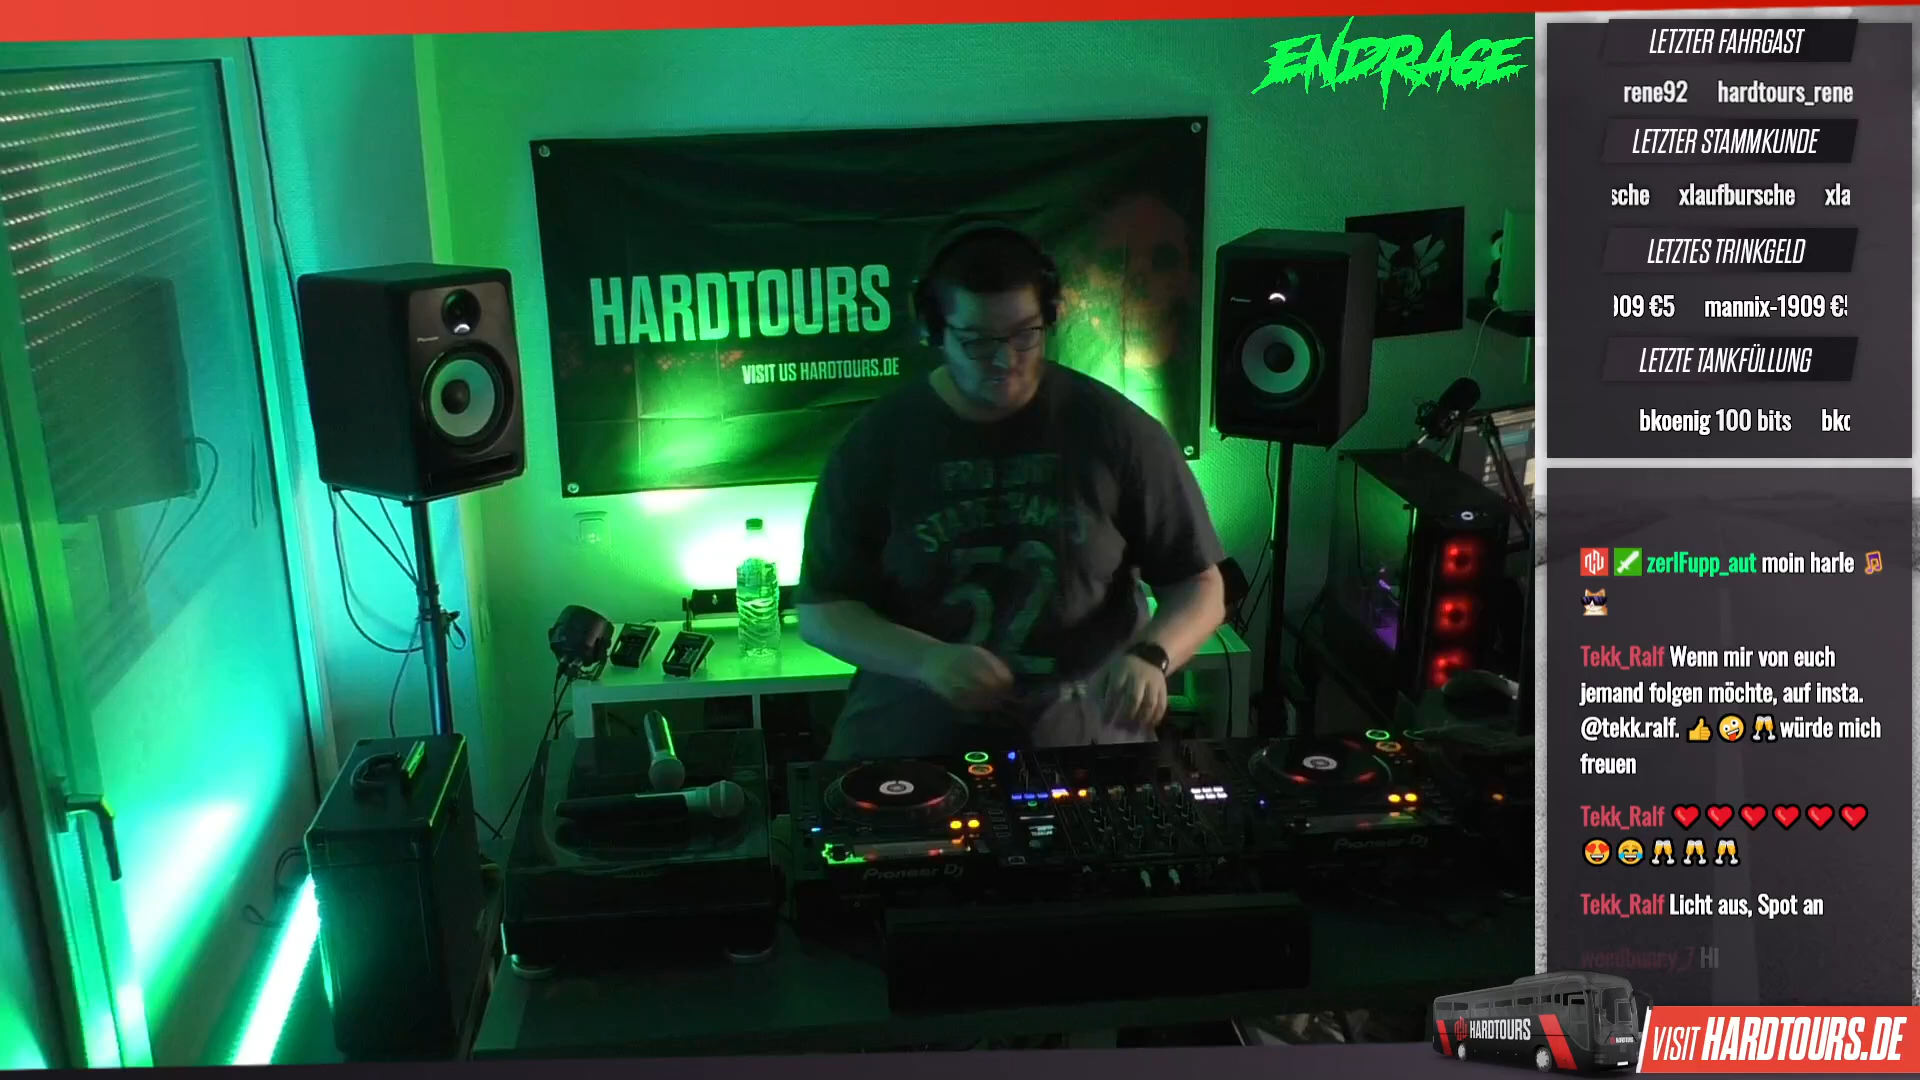 ENDRAGE
HARDTOURS
VISIT US HARDTOURS.DE
Pioneer DJ
Pioneer DJ
LETZTER FAHRGAST
rene92 hardtours_rene
LETZTER STAMMKUNDE
sche xlaufbursche xla
LETZTES TRINKGELD
909 €5 mannix-1909 €5
LETZTE TANKFÜLLUNG
bkoenig 100 bits bko
zerlFupp_aut moin harle 🎵
😎
Tekk_Ralf Wenn mir von euch
jemand folgen möchte, auf insta.
@tekk.ralf. 👍🤪🥂würde mich
freuen
Tekk_Ralf ❤️❤️❤️❤️❤️❤️
😍😂🥂🥂🥂
Tekk_Ralf Licht aus, Spot an
Hi
HARDTOURS
VISIT HARDTOURS.DE